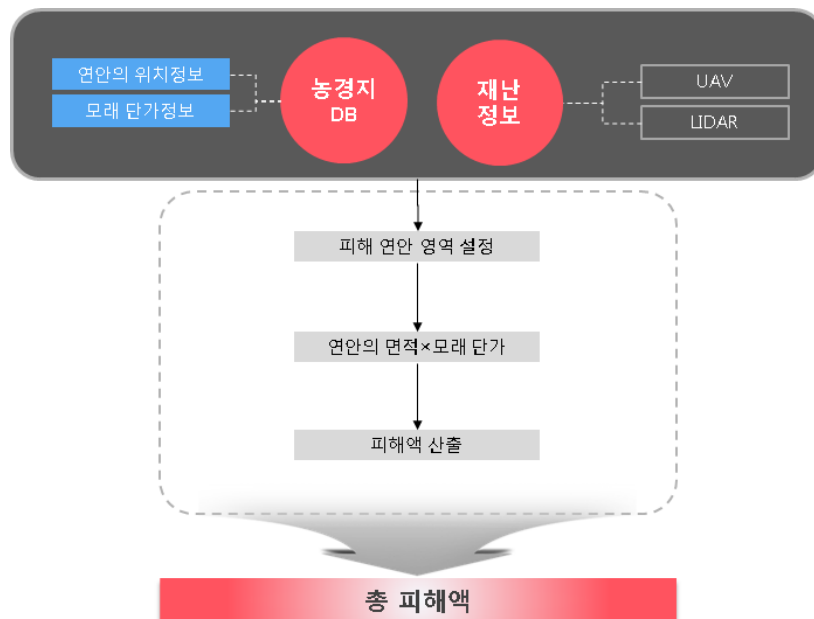 연안의 위치정보
모래 단가정보
농경지
DB
재난
정보
UAV
LIDAR
피해 연안 영역 설정
연안의 면적×모래 단가
피해액 산출
총 피해액